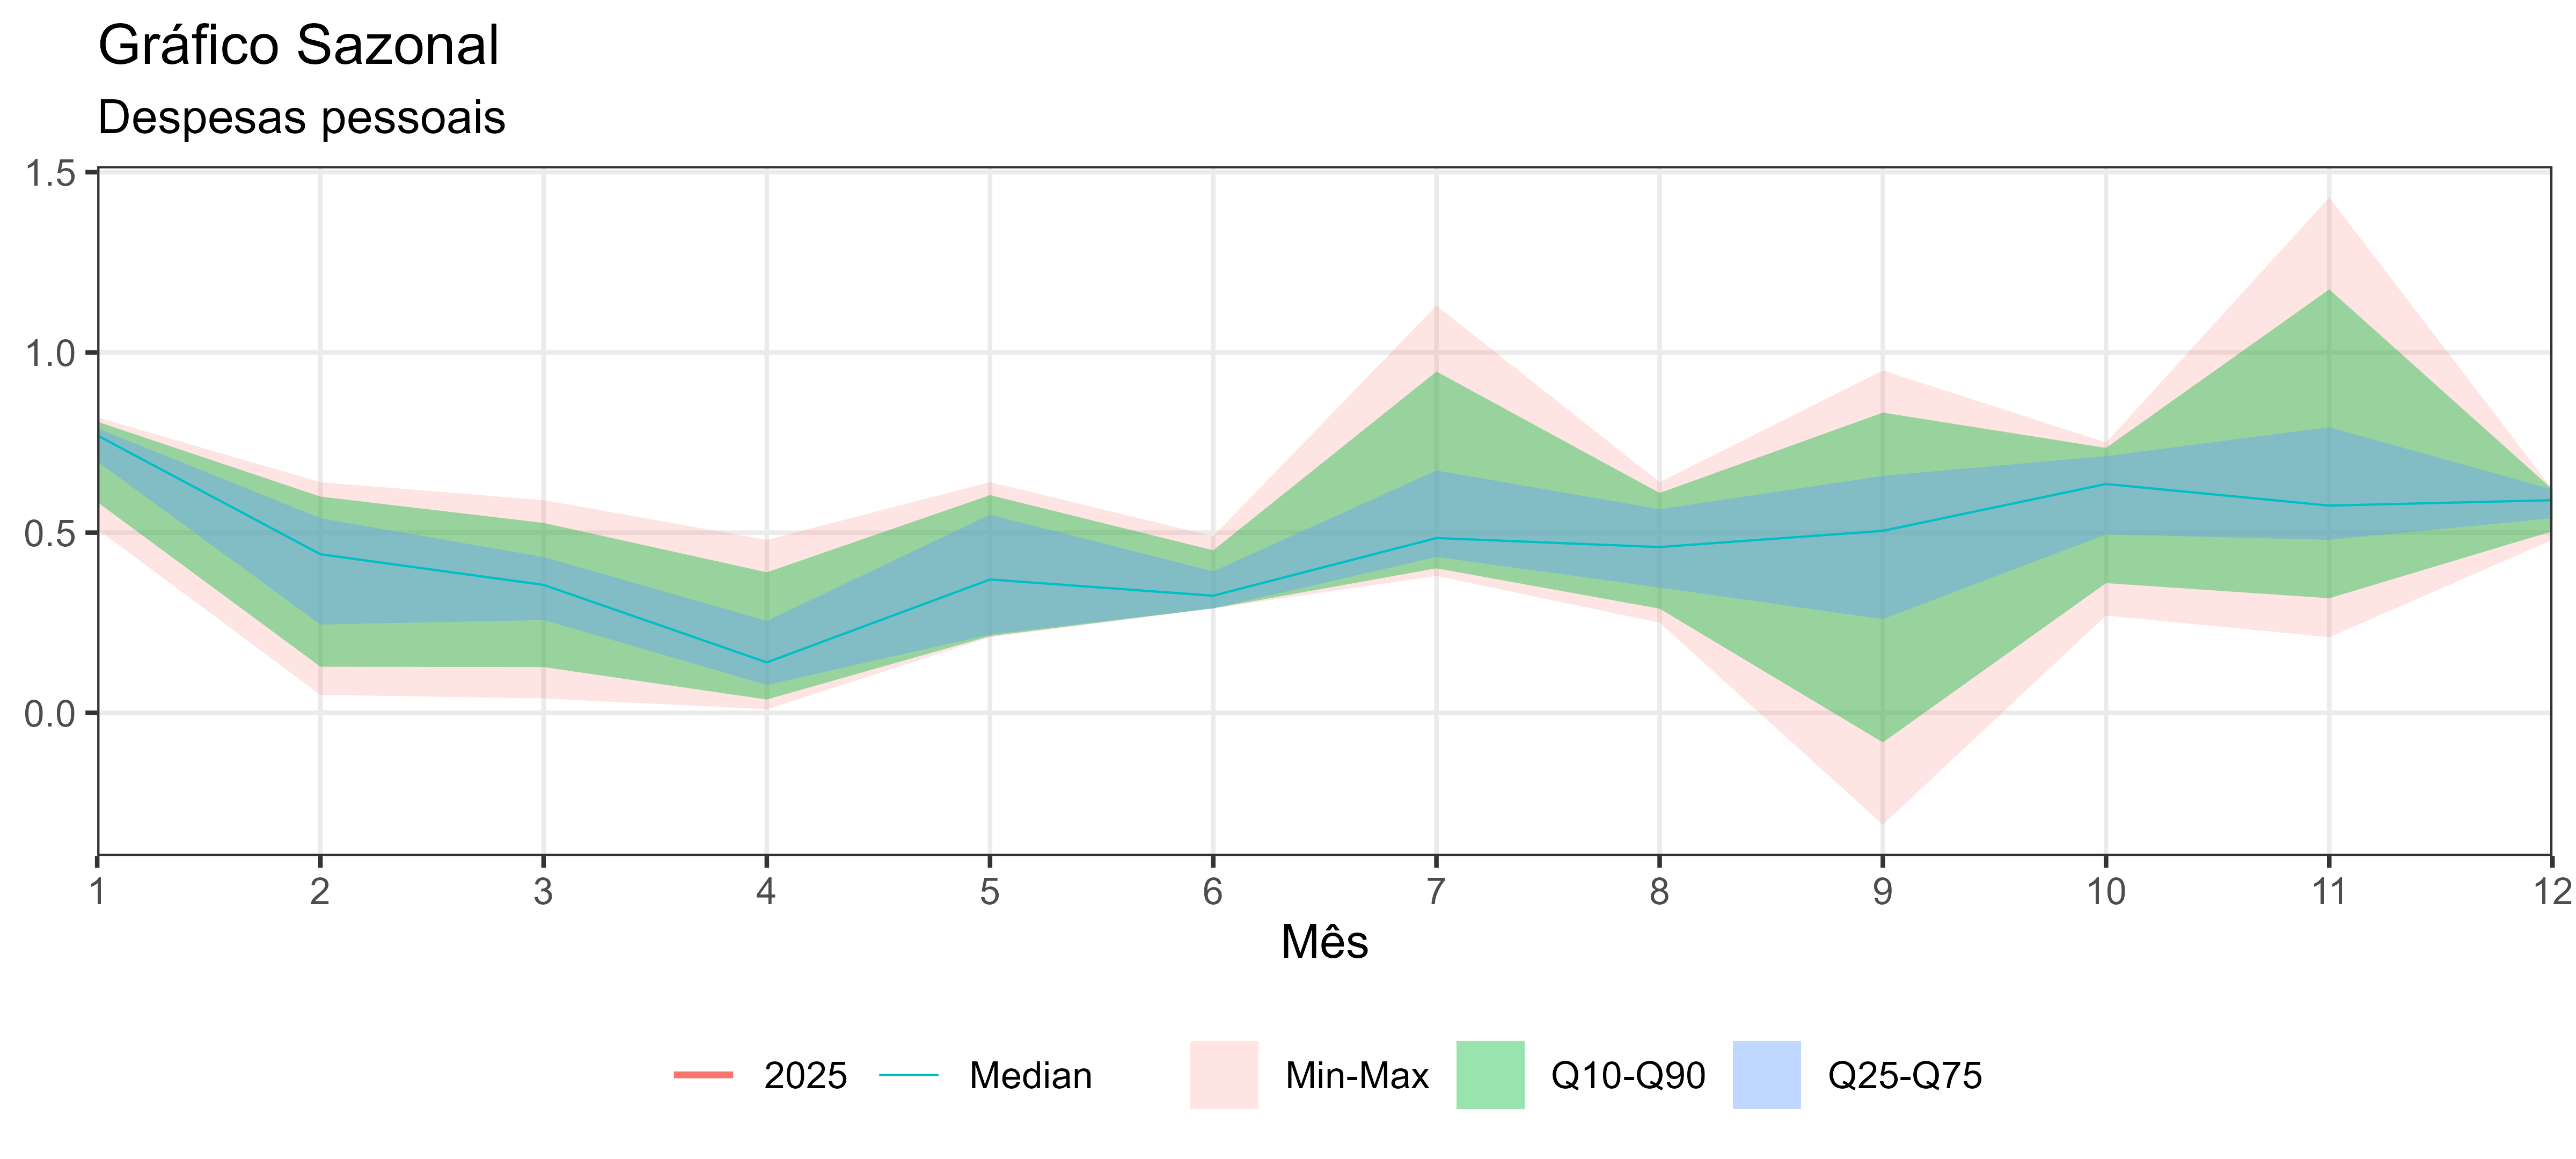 Gráfico Sazonal
Despesas pessoais
1.5
1.0
0.5
0.0
1 2 3 4 5 6 7 8 9 10 11 12
Mês
2025 Median Min-Max Q10-Q90 Q25-Q75